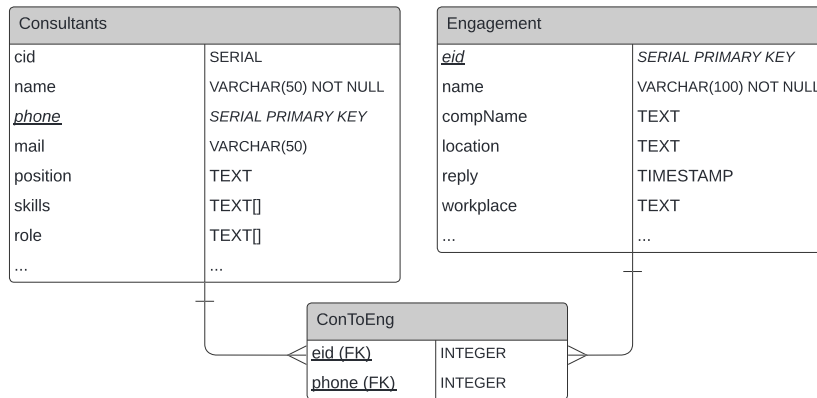 Consultants
cid SERIAL
name VARCHAR(50) NOT NULL
phone SERIAL PRIMARY KEY
mail VARCHAR(50)
position TEXT
skills TEXT[]
role TEXT[]
... ...
Engagement
eid SERIAL PRIMARY KEY
name VARCHAR(100) NOT NULL
compName TEXT
location TEXT
reply TIMESTAMP
workplace TEXT
... ...
ConToEng
eid (FK) INTEGER
phone (FK) INTEGER